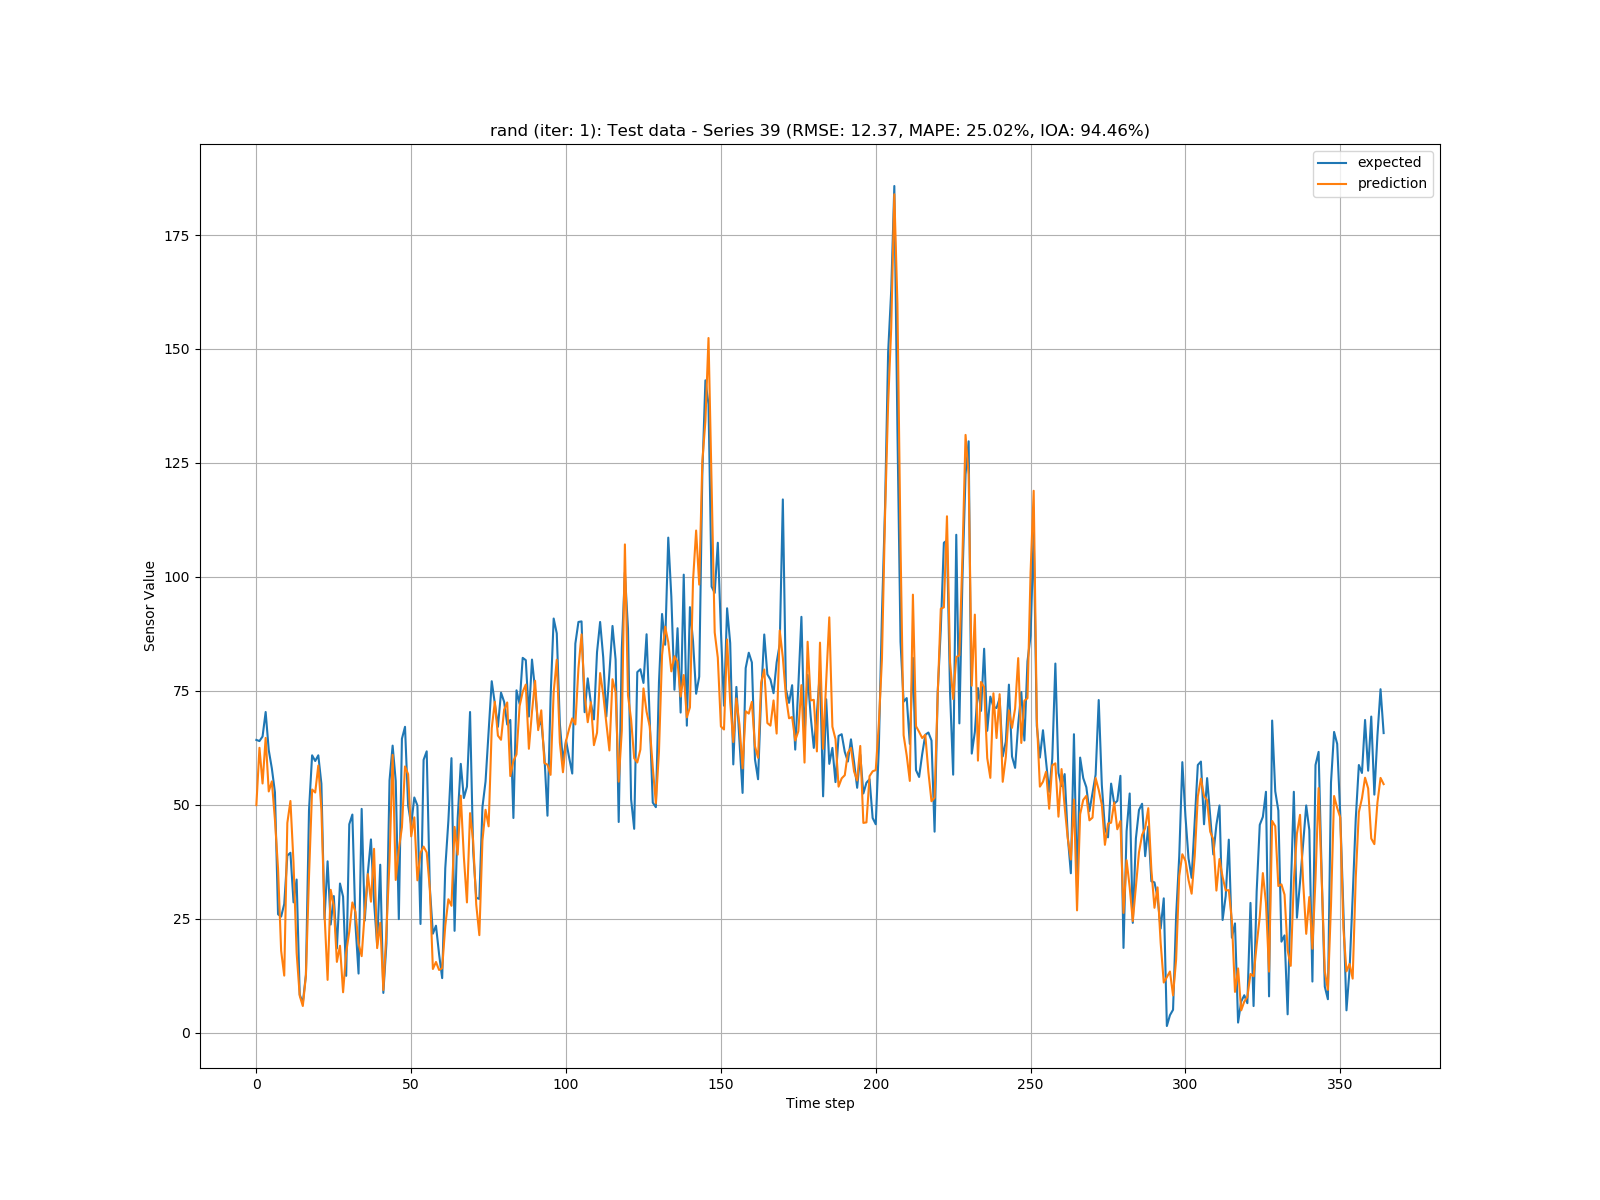 rand (iter: 1): Test data - Series 39 (RMSE: 12.37, MAPE: 25.02%, IOA: 94.46%)
expected
prediction
175
150
125
100
75
50
25
0
Sensor Value
0 50 100 150 200 250 300 350
Time step